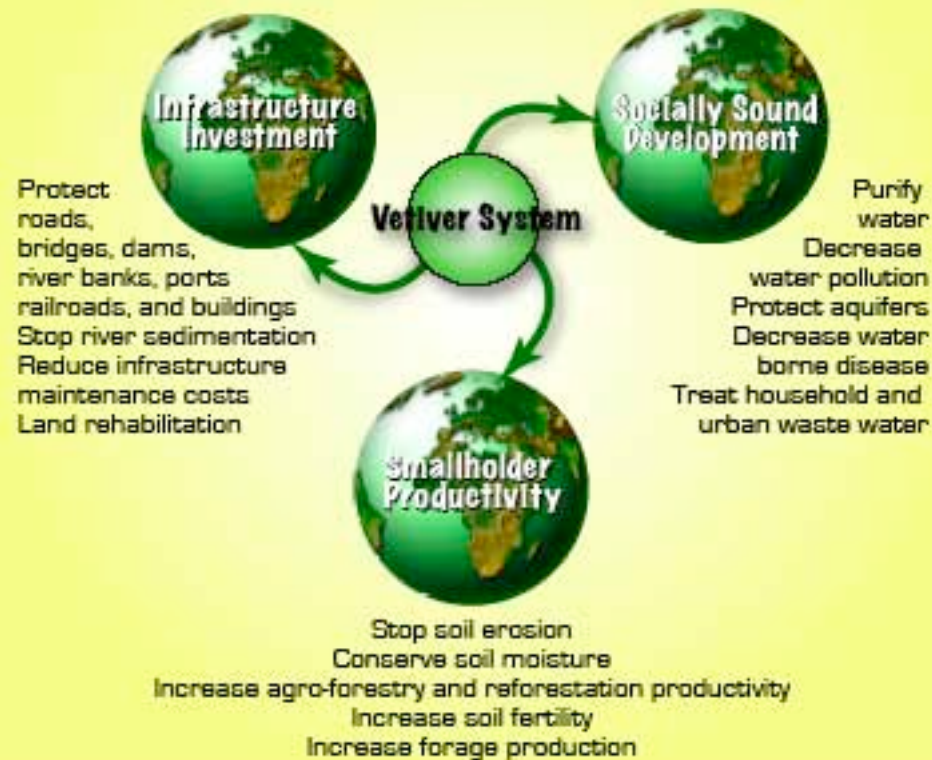 Infrastructure
Investment
Socially Sound
Development
Vetiver System
Protect
roads,
bridges, dams,
river banks, ports
railroads, and buildings
Stop river sedimentation
Reduce infrastructure
maintenance costs
Land rehabilitation
Purify
water
Decrease
water pollution
Protect aquifers
Decrease water
borne disease
Treat household and
urban waste water
Smallholder
Productivity
Stop soil erosion
Conserve soil moisture
Increase agro-forestry and reforestation productivity
Increase soil fertility
Increase forage production